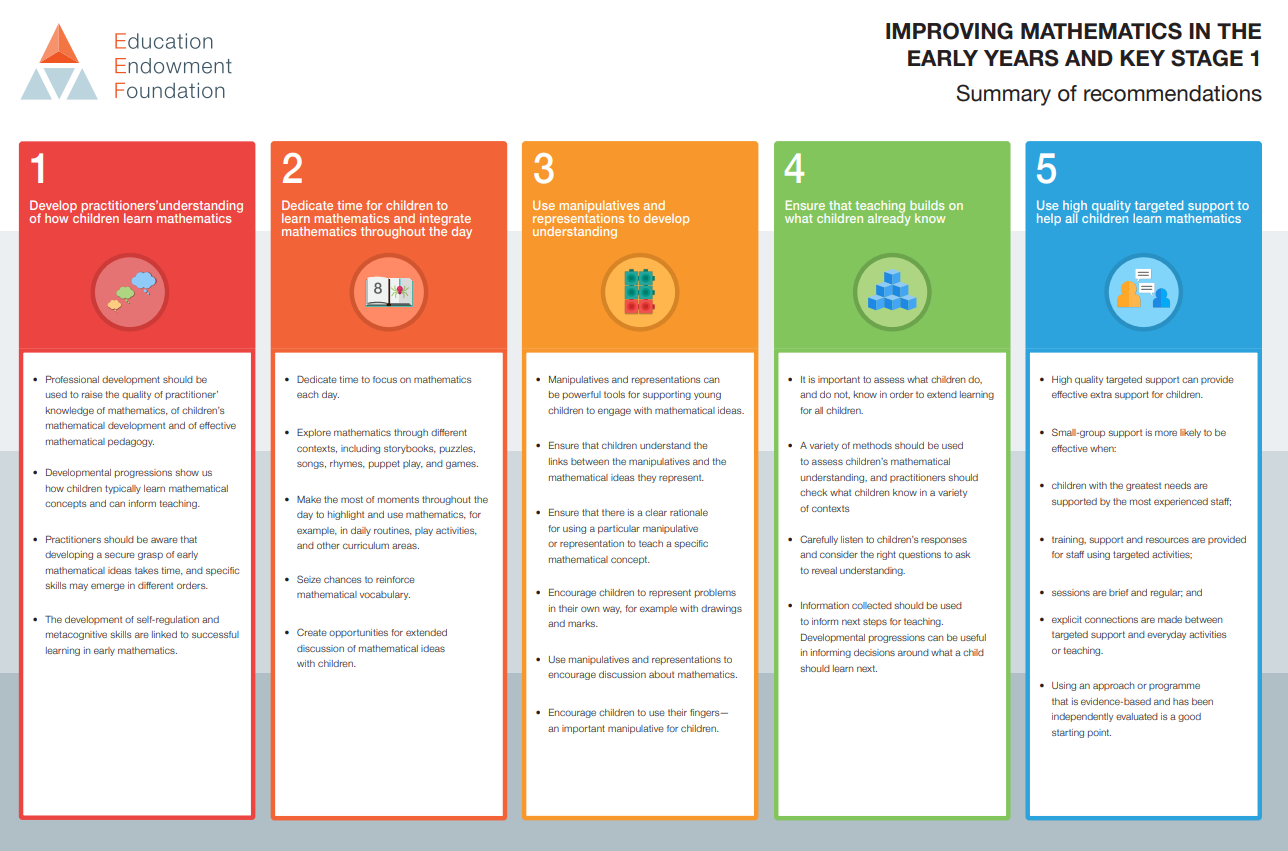 Education
Endowment
Foundation
IMPROVING MATHEMATICS IN THE
EARLY YEARS AND KEY STAGE 1
Summary of recommendations
1
Develop practitioners'understanding
of how children learn mathematics
• Professional development should be
used to raise the quality of practitioner'
knowledge of mathematics, of children's
mathematical development and of effective
mathematical pedagogy.
• Developmental progressions show us
how children typically learn mathematical
concepts and can inform teaching.
• Practitioners should be aware that
developing a secure grasp of early
mathematical ideas takes time, and specific
skills may emerge in different orders.
• The development of self-regulation and
metacognitive skills are linked to successful
learning in early mathematics.
2
Dedicate time for children to
learn mathematics and integrate
mathematics throughout the day
8
• Dedicate time to focus on mathematics
each day.
• Explore mathematics through different
contexts, including storybooks, puzzles,
songs, rhymes, puppet play, and games.
• Make the most of moments throughout the
day to highlight and use mathematics, for
example, in daily routines, play activities,
and other curriculum areas.
• Seize chances to reinforce
mathematical vocabulary.
• Create opportunities for extended
discussion of mathematical ideas
with children.
3
Use manipulatives and
representations to develop
understanding
• Manipulatives and representations can
be powerful tools for supporting young
children to engage with mathematical ideas.
• Ensure that children understand the
links between the manipulatives and the
mathematical ideas they represent.
• Ensure that there is a clear rationale
for using a particular manipulative
or representation to teach a specific
mathematical concept.
• Encourage children to represent problems
in their own way, for example with drawings
and marks.
• Use manipulatives and representations to
encourage discussion about mathematics.
• Encourage children to use their fingers—
an important manipulative for children.
4
Ensure that teaching builds on
what children already know
• It is important to assess what children do,
and do not, know in order to extend learning
for all children.
• A variety of methods should be used
to assess children's mathematical
understanding, and practitioners should
check what children know in a variety
of contexts
• Carefully listen to children's responses
and consider the right questions to ask
to reveal understanding.
• Information collected should be used
to inform next steps for teaching.
Developmental progressions can be useful
in informing decisions around what a child
should learn next.
5
Use high quality targeted support to
help all children learn mathematics
• High quality targeted support can provide
effective extra support for children.
• Small-group support is more likely to be
effective when:
• children with the greatest needs are
supported by the most experienced staff;
• training, support and resources are provided
for staff using targeted activities;
• sessions are brief and regular; and
• explicit connections are made between
targeted support and everyday activities
or teaching.
• Using an approach or programme
that is evidence-based and has been
independently evaluated is a good
starting point.